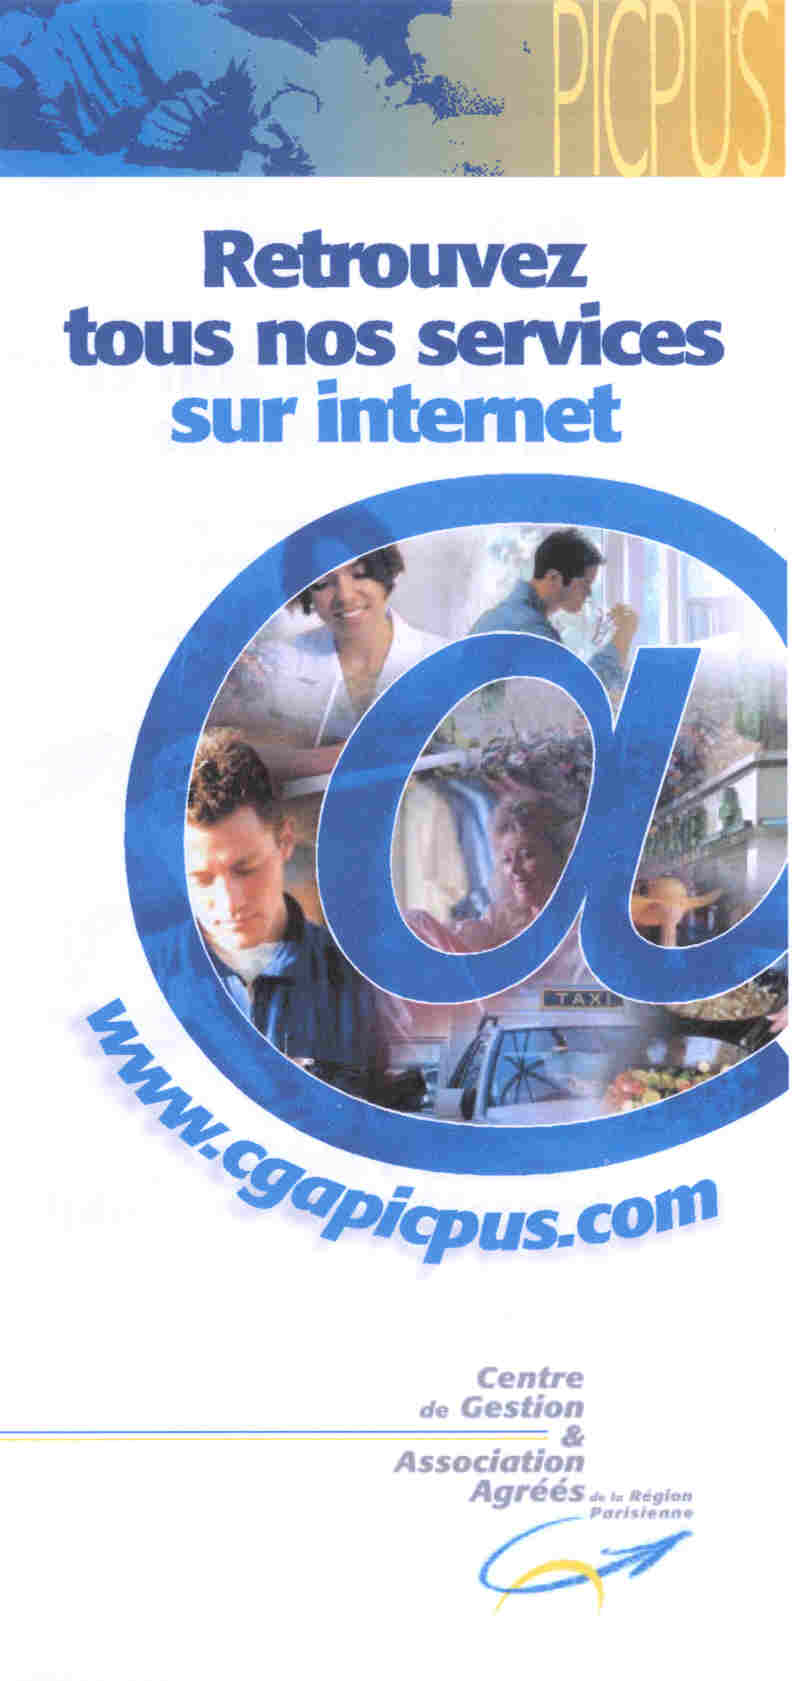 PICPUS
Retrouvez
tous nos services
sur internet
TAXI
www.cgapicpus.com
Centre
de Gestion
&
Association
Agréés de la Région
Parisienne